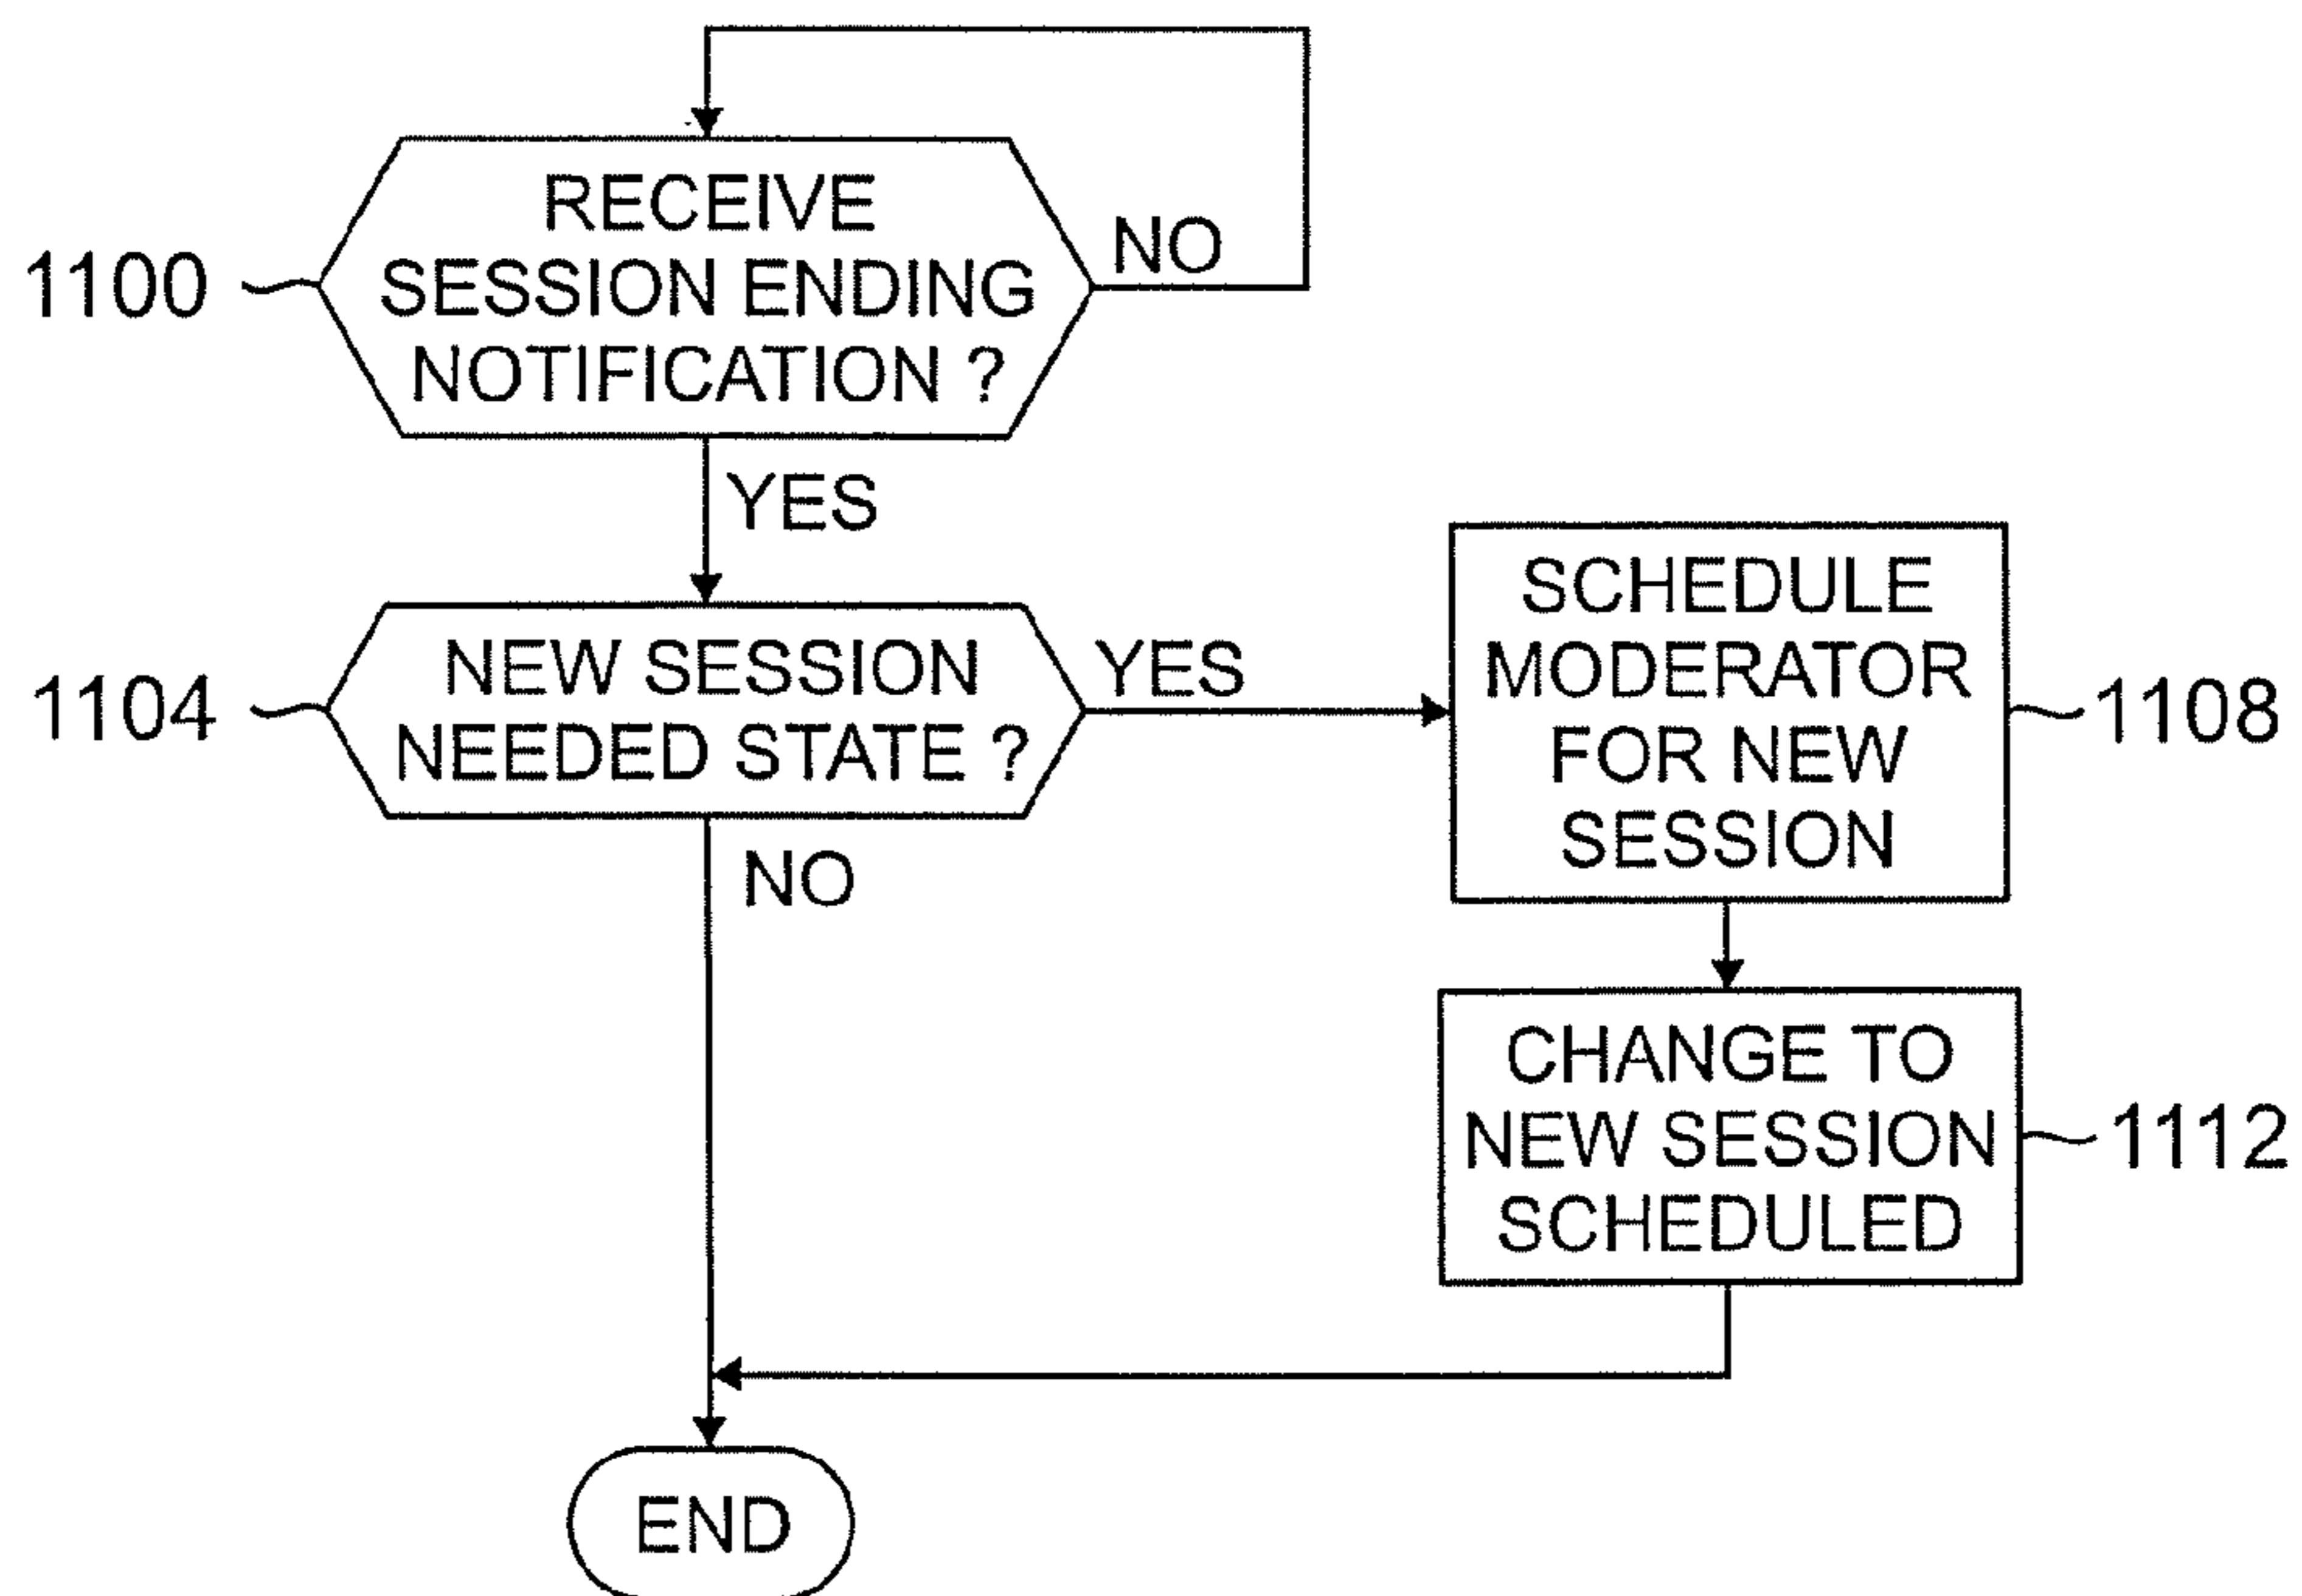 RECEIVE
SESSION ENDING
NOTIFICATION ?
1100
NO
YES
NEW SESSION
NEEDED STATE ?
1104
YES
NO
SCHEDULE
MODERATOR
FOR NEW
SESSION
1108
CHANGE TO
NEW SESSION
SCHEDULED
1112
END